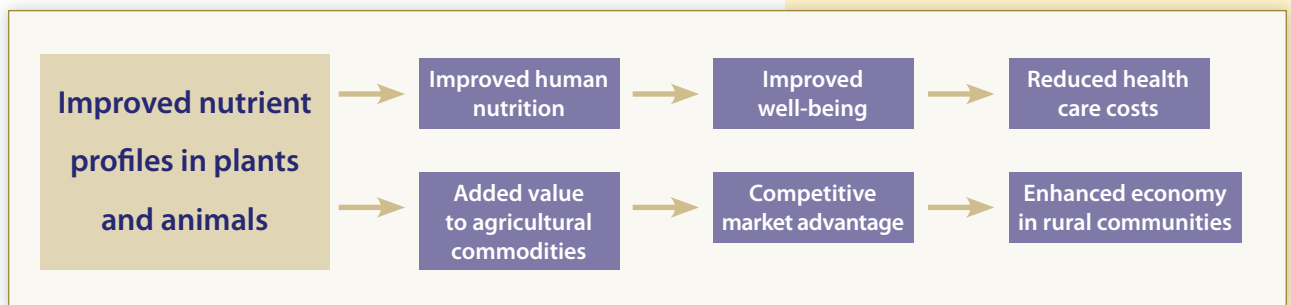 Improved nutrient
profiles in plants
and animals
Improved human
nutrition
Improved
well-being
Reduced health
care costs
Added value
to agricultural
commodities
Competitive
market advantage
Enhanced economy
in rural communities